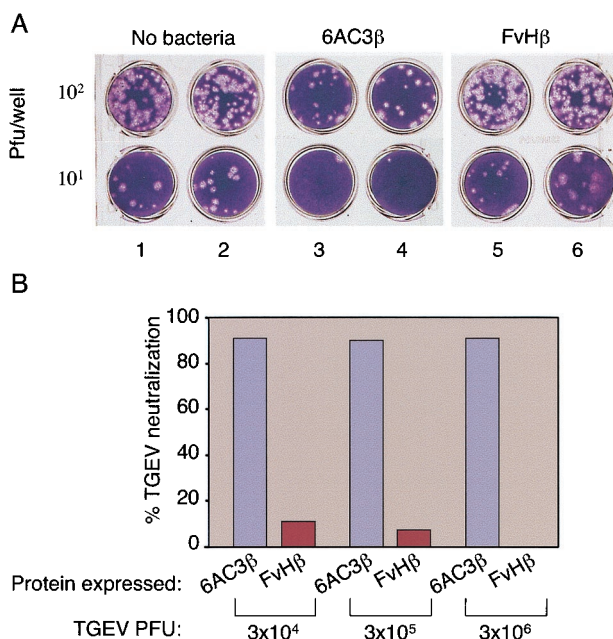 A
No bacteria 6AC3β FvHβ
Pfu/well
10²
10¹
1 2 3 4 5 6
B
% TGEV neutralization
100
80
60
40
20
0
Protein expressed: 6AC3β FvHβ 6AC3β FvHβ 6AC3β FvHβ
TGEV PFU: 3x10⁴ 3x10⁵ 3x10⁶